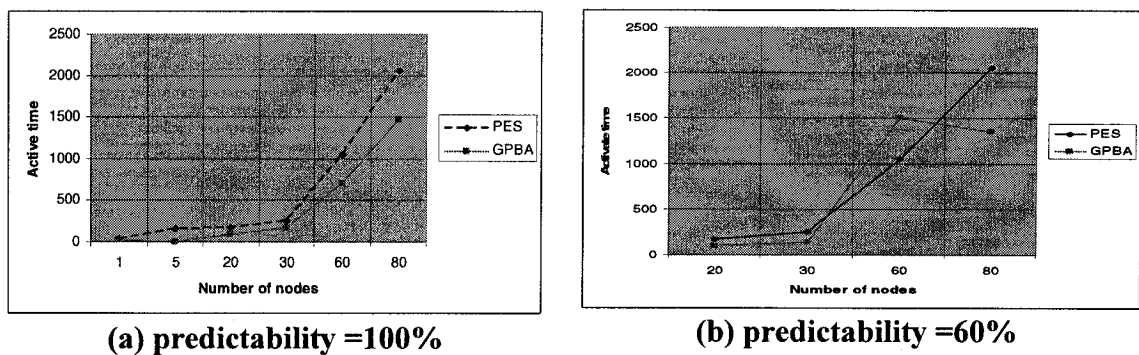 2500
2000
1500
1000
500
0
Active time
1 5 20 30 60 80
Number of nodes
PES
GPBA
(a) predictability =100%
2500
2000
1500
1000
500
0
Activate time
20 30 60 80
Number of nodes
PES
GPBA
(b) predictability =60%